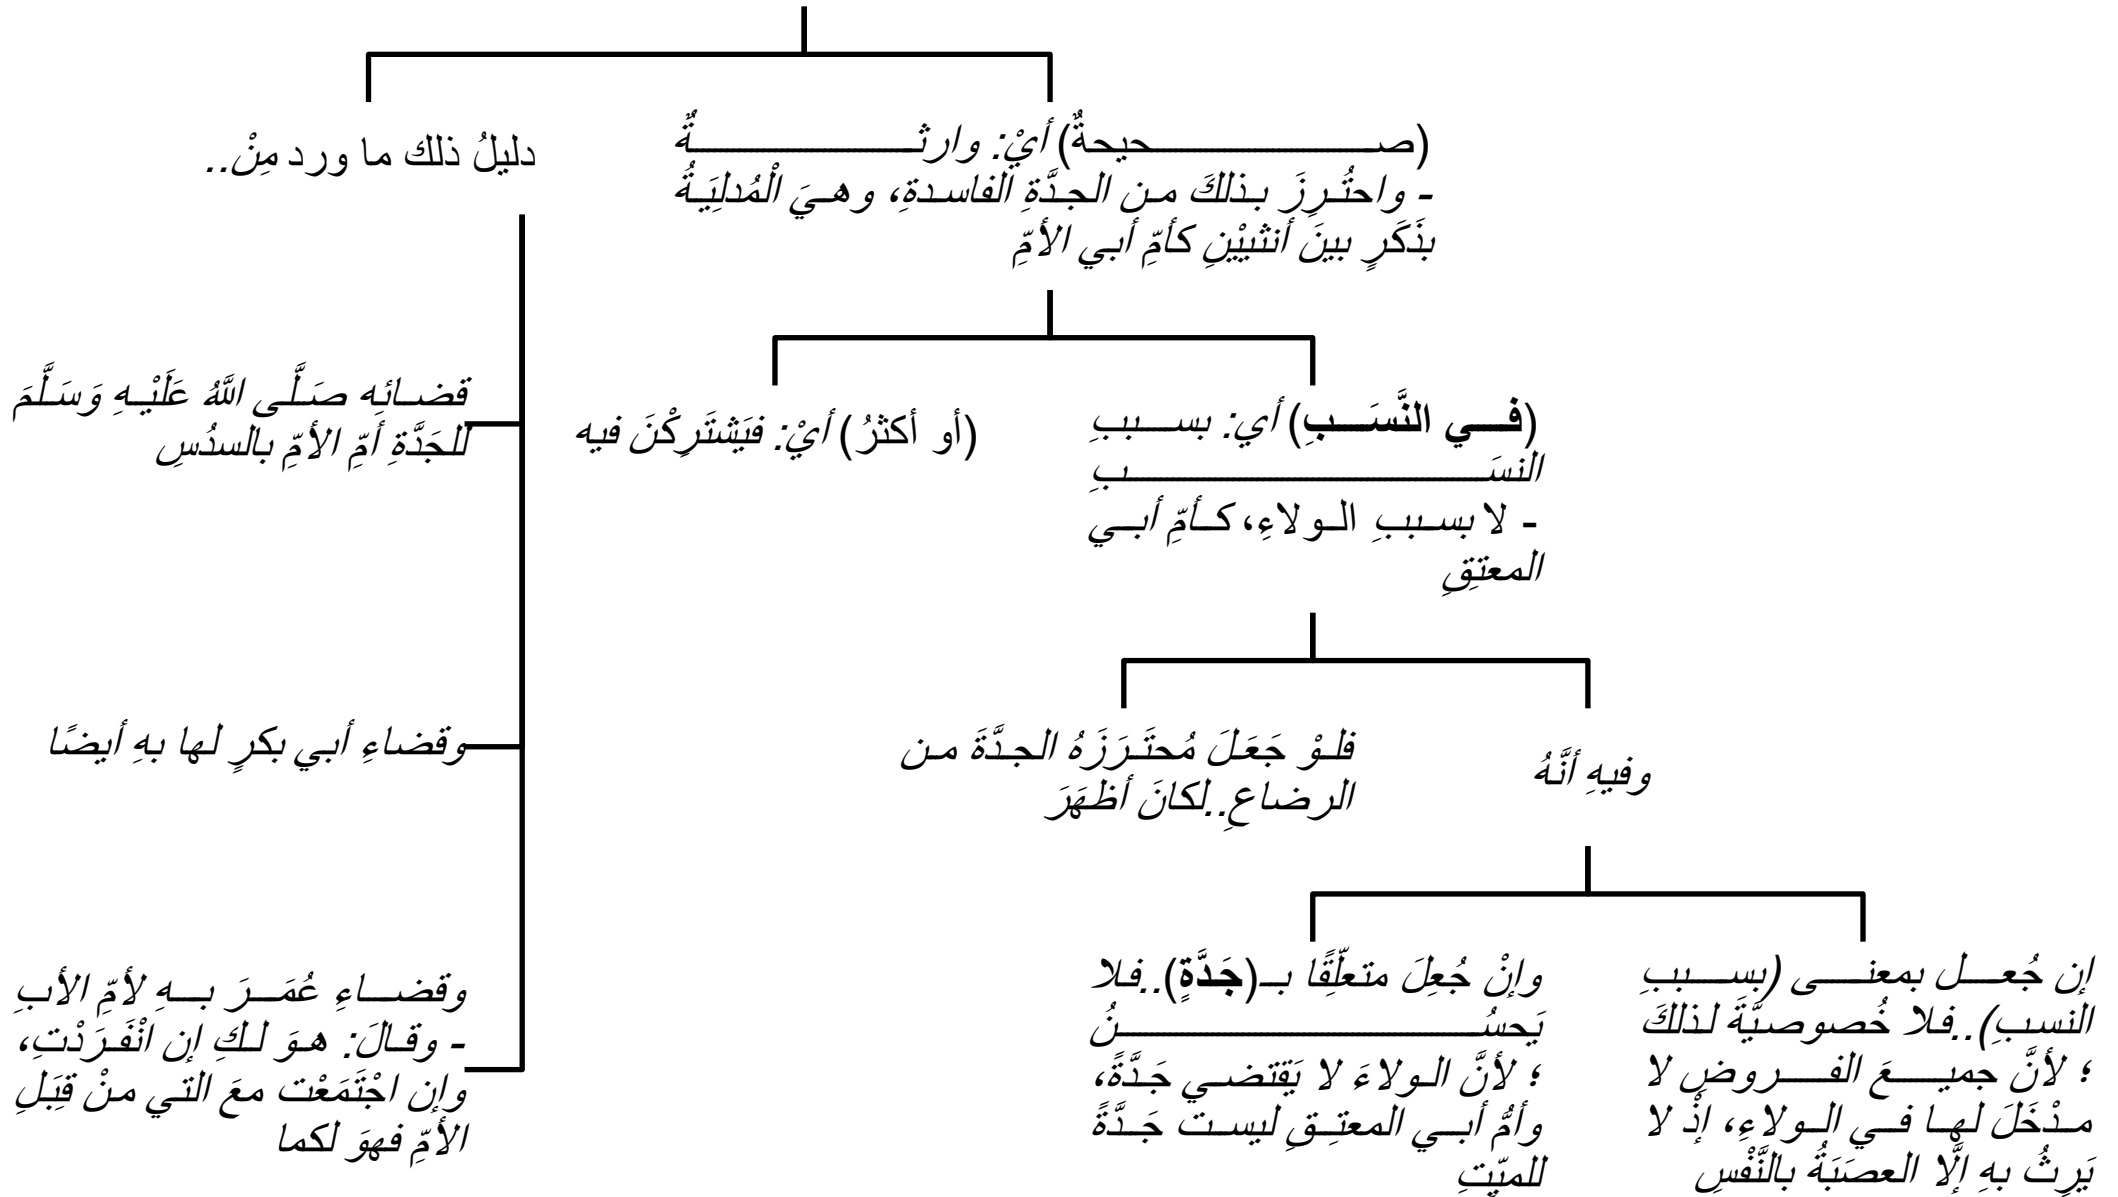 (صحيحةٌ) أيْ: وارثةٌ
- واحتُرِزَ بذلكَ من الجدَّةِ الفاسدةِ، وهيَ الْمُدلِيَةُ
بذَكَرٍ بينَ أنثيَيْنِ كأمِّ أبي الأمِّ
دليلُ ذلك ما ورد مِنْ..
(في النَّسَبِ) أي: بسببِ
النسَبِ
- لا بسببِ الولاءِ، كأمِّ أبي
المعتِقِ
(أو أكثرُ) أيْ: فيَشتَرِكْنَ فيه
قضائِه صَلَّى اللَّهُ عَلَيْهِ وَسَلَّمَ
للجَدَّةِ أمِّ الأمِّ بالسدُسِ
وفيهِ أنَّهُ
فلوْ جَعَلَ مُحتَرَزَهُ الجدَّةَ من
الرضاعِ..لكانَ أظهَرَ
وقضاءِ أبي بكرٍ لها بهِ أيضًا
إن جُعل بمعنى (بسببِ
النسبِ)..فلا خُصوصيَّةَ لذلكَ
؛ لأنَّ جميعَ الفروضِ لا
مدْخَلَ لها في الولاءِ، إذْ لا
يَرِثُ بهِ إلَّا العصَبَةُ بالنَّفْسِ
وإنْ جُعِلَ متعلّقًا بـ(جَدَّةٍ)..فلا
يَحسُنُ
؛ لأنَّ الولاءَ لا يَقتضي جَدَّةً،
وأمُّ أبي المعتِقِ ليست جَدَّةً
للميّتِ
وقضاءِ عُمَرَ بهِ لأمِّ الأبِ
- وقالَ: هوَ لكِ إن انْفَرَدْتِ،
وإن اجْتَمَعْت معَ التي منْ قِبَلِ
الأمِّ فهوَ لكما